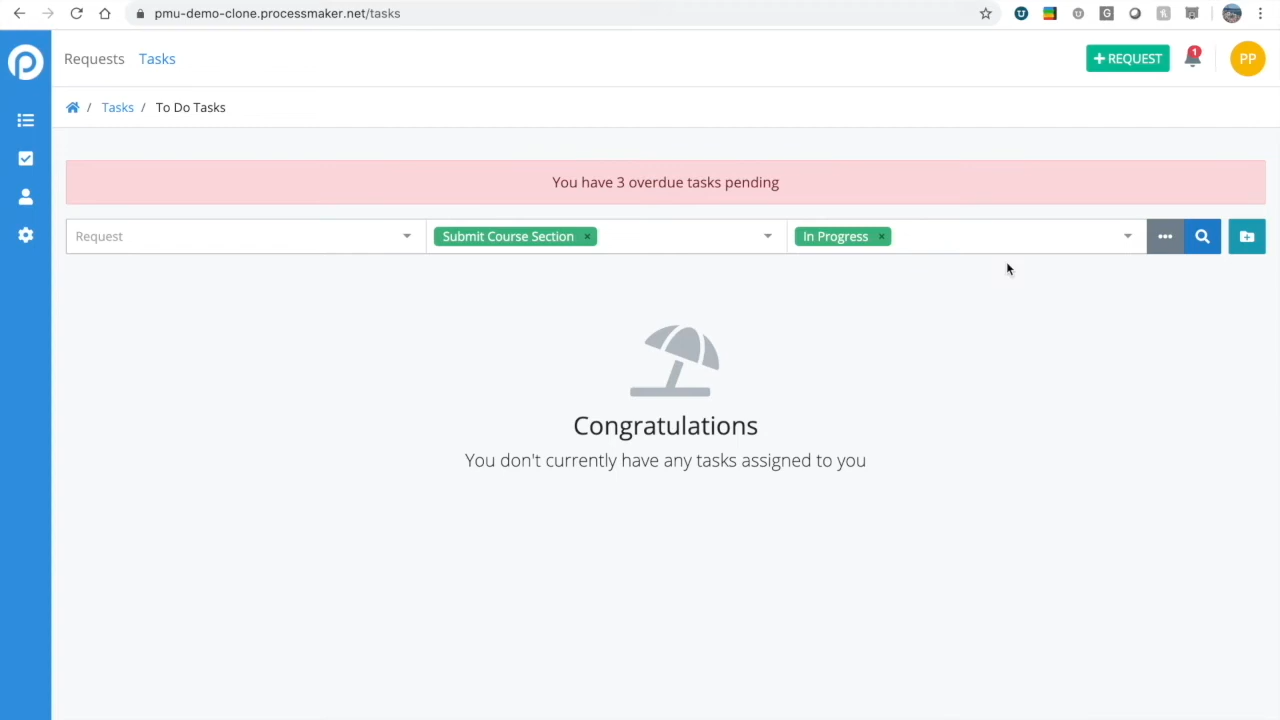 pmu-demo-clone.processmaker.net/tasks
Requests Tasks
+ REQUEST
1
PP
/ Tasks / To Do Tasks
You have 3 overdue tasks pending
Request
Submit Course Section ×
In Progress ×
Congratulations
You don't currently have any tasks assigned to you